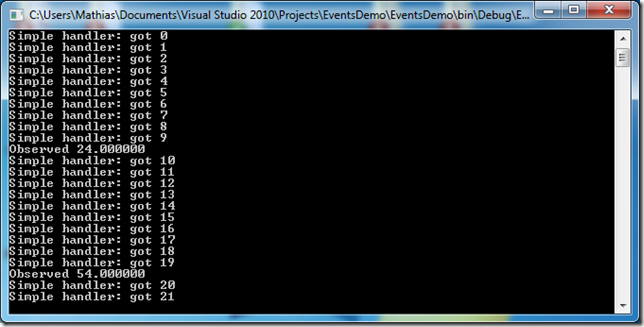 C:\Users\Mathias\Documents\Visual Studio 2010\Projects\EventsDemo\EventsDemo\bin\Debug\E...
Simple handler: got 0
Simple handler: got 1
Simple handler: got 2
Simple handler: got 3
Simple handler: got 4
Simple handler: got 5
Simple handler: got 6
Simple handler: got 7
Simple handler: got 8
Simple handler: got 9
Observed 24.000000
Simple handler: got 10
Simple handler: got 11
Simple handler: got 12
Simple handler: got 13
Simple handler: got 14
Simple handler: got 15
Simple handler: got 16
Simple handler: got 17
Simple handler: got 18
Simple handler: got 19
Observed 54.000000
Simple handler: got 20
Simple handler: got 21